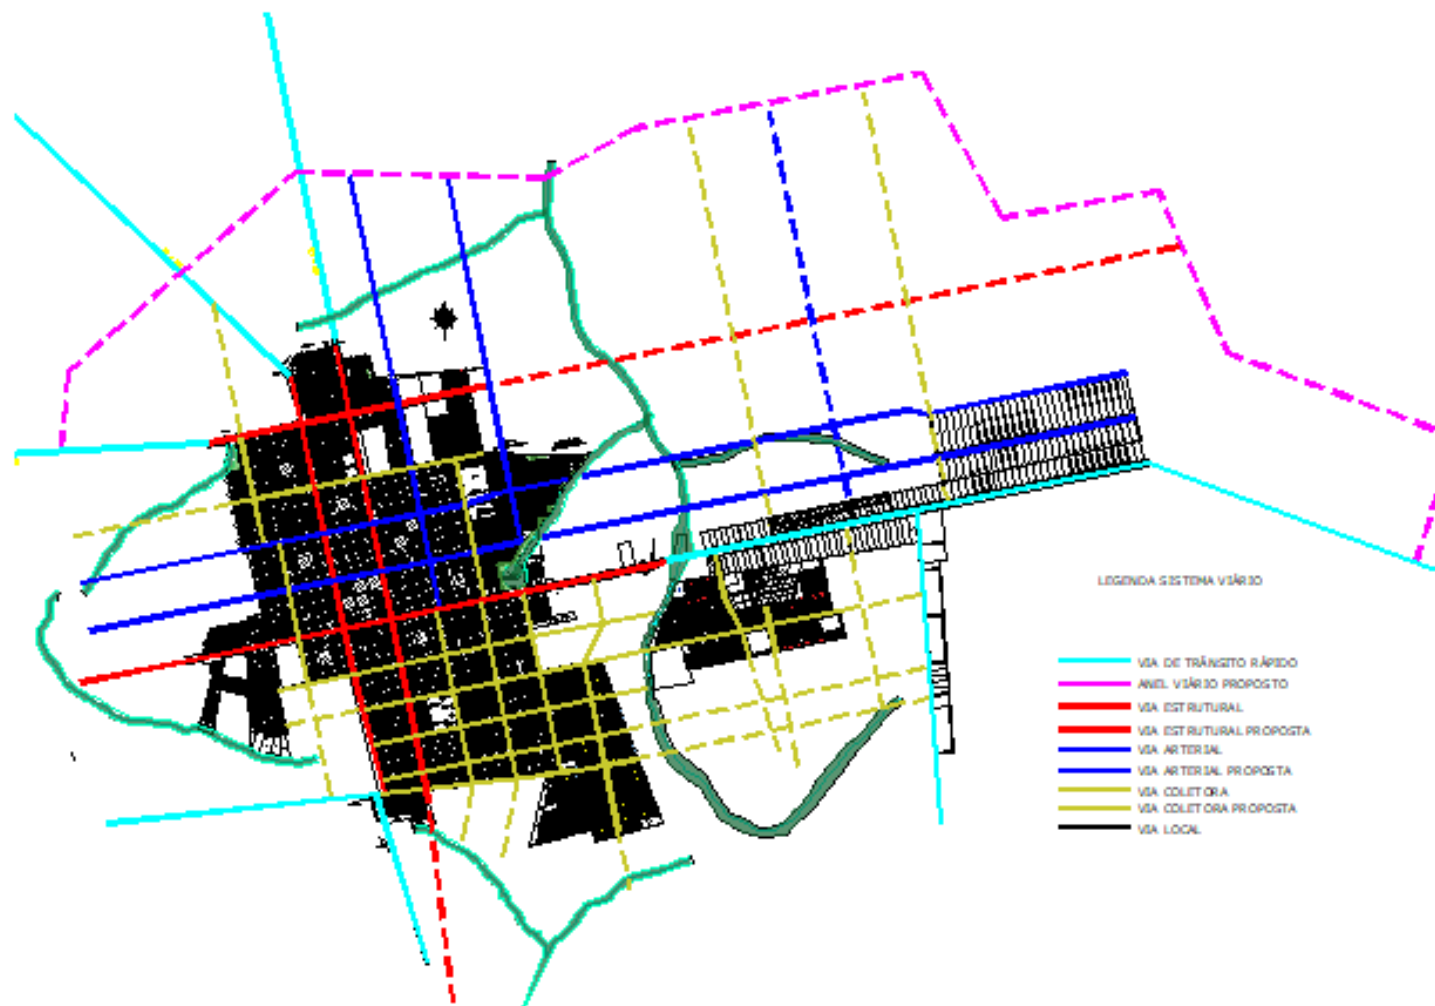 LEGENDA SISTEMA VIÁRIO
VIA DE TRÂNSITO RÁPIDO
ANEL VIÁRIO PROPOSTO
VIA ESTRUTURAL
VIA ESTRUTURAL PROPOSTA
VIA ARTERIAL
VIA ARTERIAL PROPOSTA
VIA COLETORA
VIA COLETORA PROPOSTA
VIA LOCAL